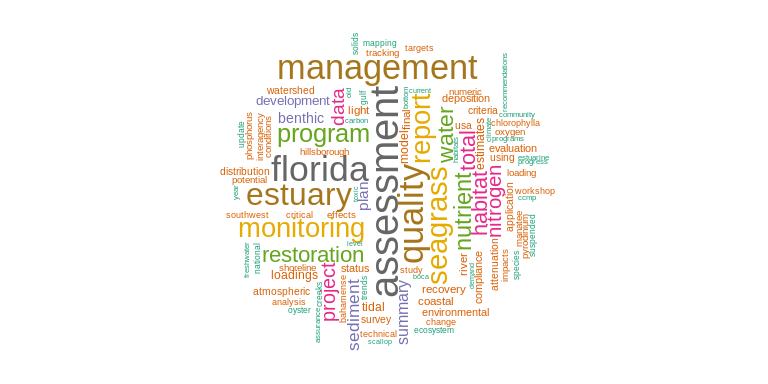 solids
mapping
targets
tracking
management
recommendations
watershed
old
current
numeric
development
data
gulf
bottom
deposition
light
criteria
community
benthic
carbon
final
usa
chlorophylla
climate
update
phosphorus
interagency
conditions
program
assessment
report
water
oxygen
programs
hillsborough
model
habitats
total
estimates
evaluation
using
estuarine
progress
florida
distribution
potential
loading
year
estuary
toxic
plan
quality
seagrass
nutrient
habitat
nitrogen
application
workshop
ccmp
southwest
critical
effects
monitoring
manatee
pyrodinium
suspended
level
freshwater
national
restoration
shoreline
loadings
status
study
boca
river
demand
compliance
attenuation
impacts
species
project
creeks
trends
sediment
recovery
atmospheric
analysis
oyster
bahamense
tidal
summary
coastal
environmental
assurance
survey
change
technical
ecosystem
scallop